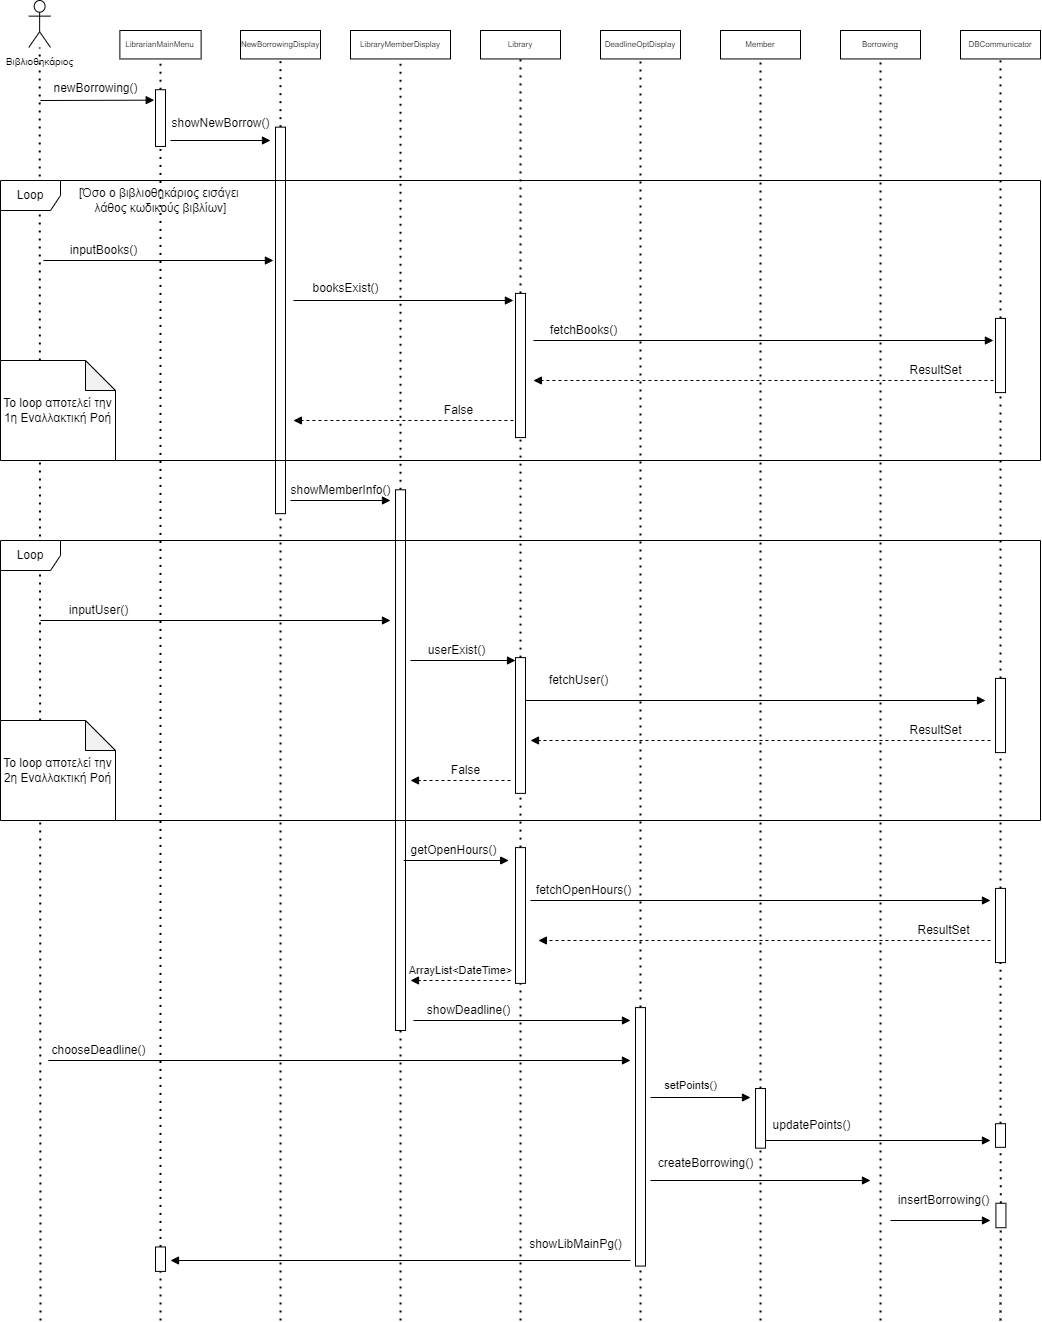 LibrarianMainMenu
NewBorrowingDisplay
LibraryMemberDisplay
Library
DeadlineOptDisplay
Member
Borrowing
DBCommunicator
Βιβλιοθηκάριος
newBorrowing()
showNewBorrow()
Loop
[Όσο ο βιβλιοθηκάριος εισάγει
λάθος κωδικούς βιβλίων]
inputBooks()
booksExist()
fetchBooks()
ResultSet
Το loop αποτελεί την
1η Εναλλακτική Ροή
False
showMemberInfo()
Loop
inputUser()
userExist()
fetchUser()
ResultSet
Το loop αποτελεί την
2η Εναλλακτική Ροή
False
getOpenHours()
fetchOpenHours()
ResultSet
ArrayList<DateTime>
showDeadline()
chooseDeadline()
setPoints()
updatePoints()
createBorrowing()
insertBorrowing()
showLibMainPg()